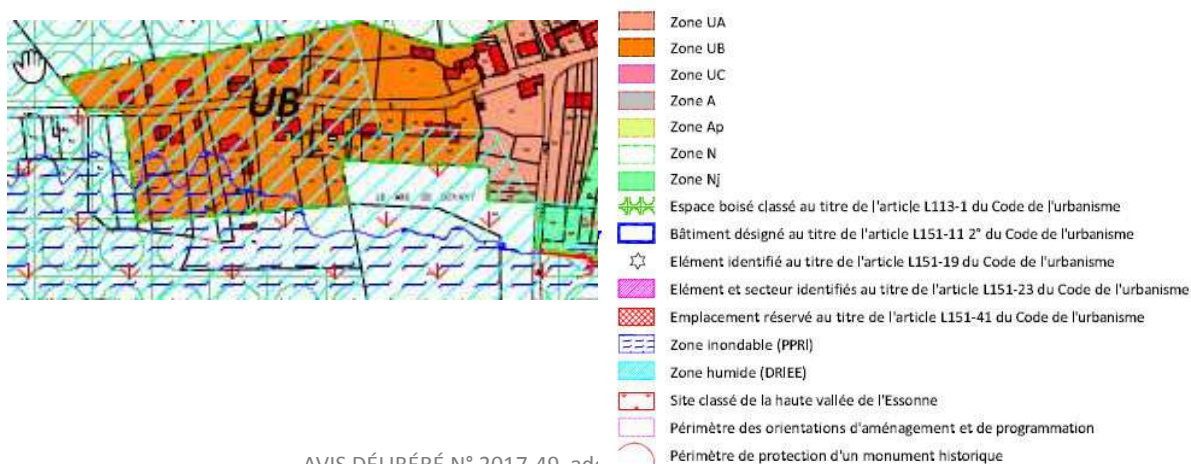 UB
Zone UA
Zone UB
Zone UC
Zone A
Zone Ap
Zone N
Zone Nj
Espace boisé classé au titre de l'article L113-1 du Code de l'urbanisme
Bâtiment désigné au titre de l'article L151-11 2° du Code de l'urbanisme
Elément identifié au titre de l'article L151-19 du Code de l'urbanisme
Elément et secteur identifiés au titre de l'article L151-23 du Code de l'urbanisme
Emplacement réservé au titre de l'article L151-41 du Code de l'urbanisme
Zone inondable (PPRI)
Zone humide (DRIEE)
Site classé de la haute vallée de l'Essonne
Périmètre des orientations d'aménagement et de programmation
Périmètre de protection d'un monument historique
AVIS DÉLIBÉRÉ N° 2017-49